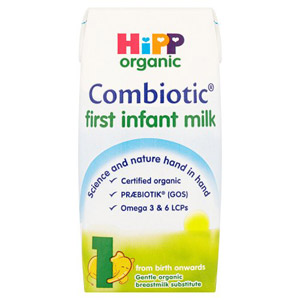 HiPP
organic
Combiotic®
first infant milk
science and nature hand in hand
✓ Certified organic
✓ PRÆBIOTIK® (GOS)
✓ Omega 3 & 6 LCPs
1
from birth onwards
Gentle organic
breastmilk substitute